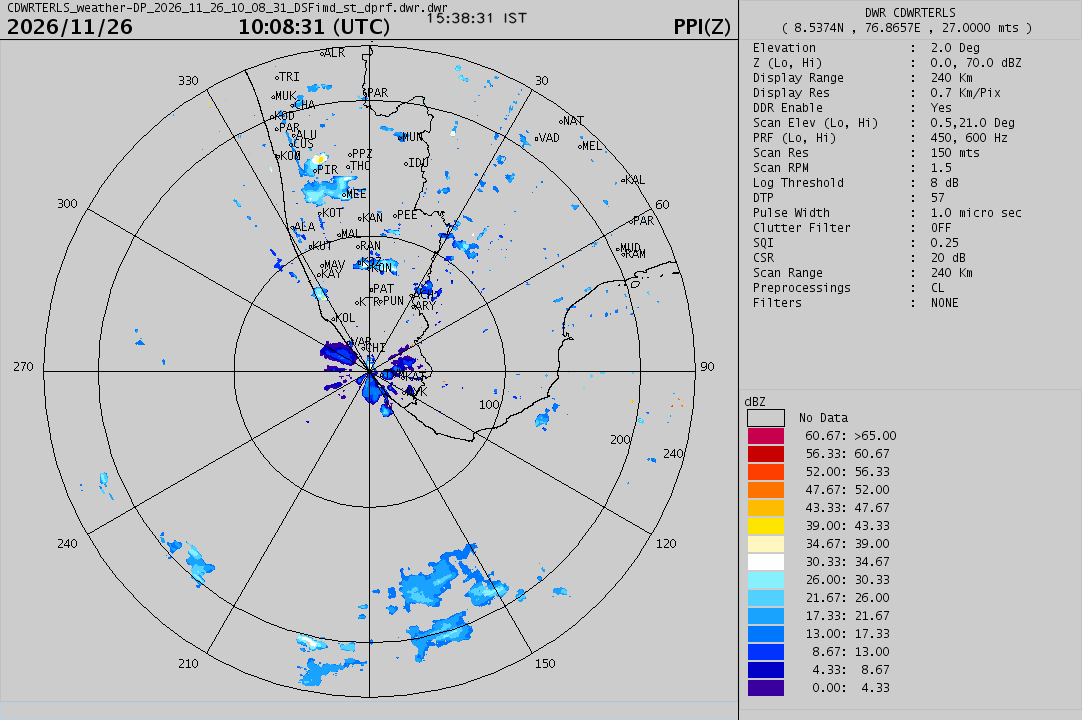 CDWRTERLS_weather-DP_2026_11_26_10_08_31_DSFimd_st_dprf.dwr.dwr
15:38:31 IST
2026/11/26 10:08:31 (UTC) PPI(Z)
DWR CDWRTERLS
( 8.5374N , 76.8657E , 27.0000 mts )
Elevation : 2.0 Deg
Z (Lo, Hi) : 0.0, 70.0 dBZ
Display Range : 240 Km
Display Res : 0.7 Km/Pix
DDR Enable : Yes
Scan Elev (Lo, Hi) : 0.5,21.0 Deg
PRF (Lo, Hi) : 450, 600 Hz
Scan Res : 150 mts
Scan RPM : 1.5
Log Threshold : 8 dB
DTP : 57
Pulse Width : 1.0 micro sec
Clutter Filter : OFF
SQI : 0.25
CSR : 20 dB
Scan Range : 240 Km
Preprocessings : CL
Filters : NONE
dBZ
No Data
60.67: >65.00
56.33: 60.67
52.00: 56.33
47.67: 52.00
43.33: 47.67
39.00: 43.33
34.67: 39.00
30.33: 34.67
26.00: 30.33
21.67: 26.00
17.33: 21.67
13.00: 17.33
8.67: 13.00
4.33: 8.67
0.00: 4.33
ALR
330
TRI
30
MUK
PAR
CHA
KOD
NAT
PAR
ALU
MUN
VAD
CUS
MEL
KOO
PPZ
PIR
THO
IDU
KAL
MEE
300
60
KOT
KAN
PEE
PAR
ALA
MAL
KUT
RAN
MUD
RAM
MAV
KON
KAY
PAT
ACH
KTR
PUN
ARY
KOL
VAR
CHI
270
90
KAT
100
200
240
240
120
210
150